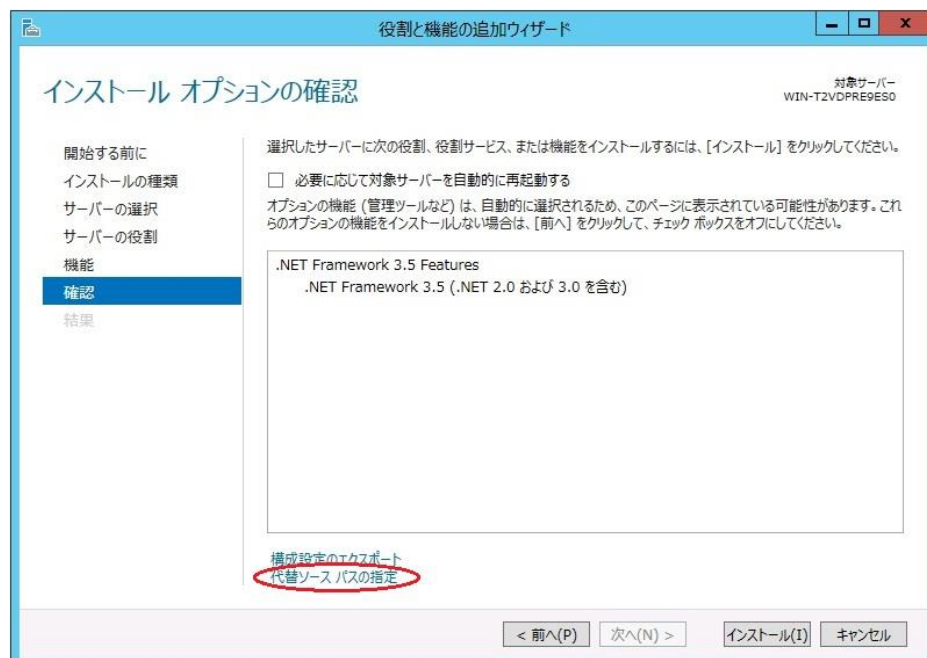 役割と機能の追加ウィザード
インストール オプションの確認
対象サーバー
WIN-T2VDPRE9ES0
開始する前に
インストールの種類
サーバーの選択
サーバーの役割
機能
確認
結果
選択したサーバーに次の役割、役割サービス、または機能をインストールするには、[インストール] をクリックしてください。
必要に応じて対象サーバーを自動的に再起動する
オプションの機能 (管理ツールなど) は、自動的に選択されるため、このページに表示されている可能性があります。これ
らのオプションの機能をインストールしない場合は、[前へ] をクリックして、チェック ボックスをオフにしてください。
.NET Framework 3.5 Features
.NET Framework 3.5 (.NET 2.0 および 3.0 を含む)
構成設定のエクスポート
代替ソース パスの指定
< 前へ(P)
次へ(N) >
インストール(I)
キャンセル